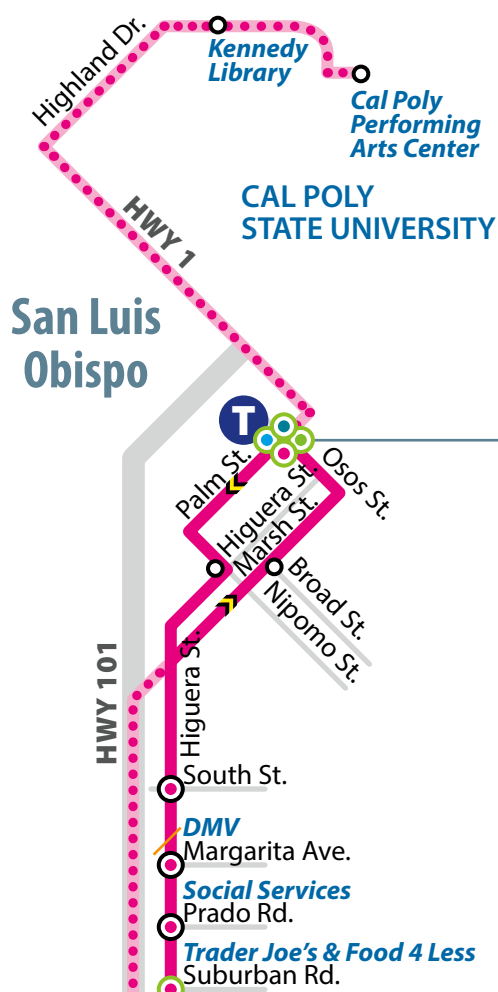 Highland Dr.
Kennedy
Library
Cal Poly
Performing
Arts Center
CAL POLY
STATE UNIVERSITY
HWY 1
San Luis
Obispo
T
Palm St.
Osos St.
Higuera St.
Marsh St.
Broad St.
Nipomo St.
HWY 101
Higuera St.
South St.
DMV
Margarita Ave.
Social Services
Prado Rd.
Trader Joe's & Food 4 Less
Suburban Rd.